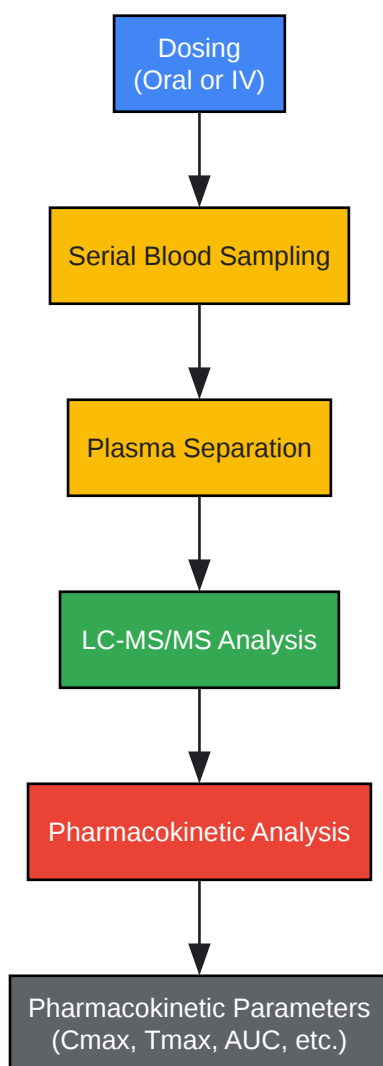 Dosing
(Oral or IV)
Serial Blood Sampling
Plasma Separation
LC-MS/MS Analysis
Pharmacokinetic Analysis
Pharmacokinetic Parameters
(Cmax, Tmax, AUC, etc.)